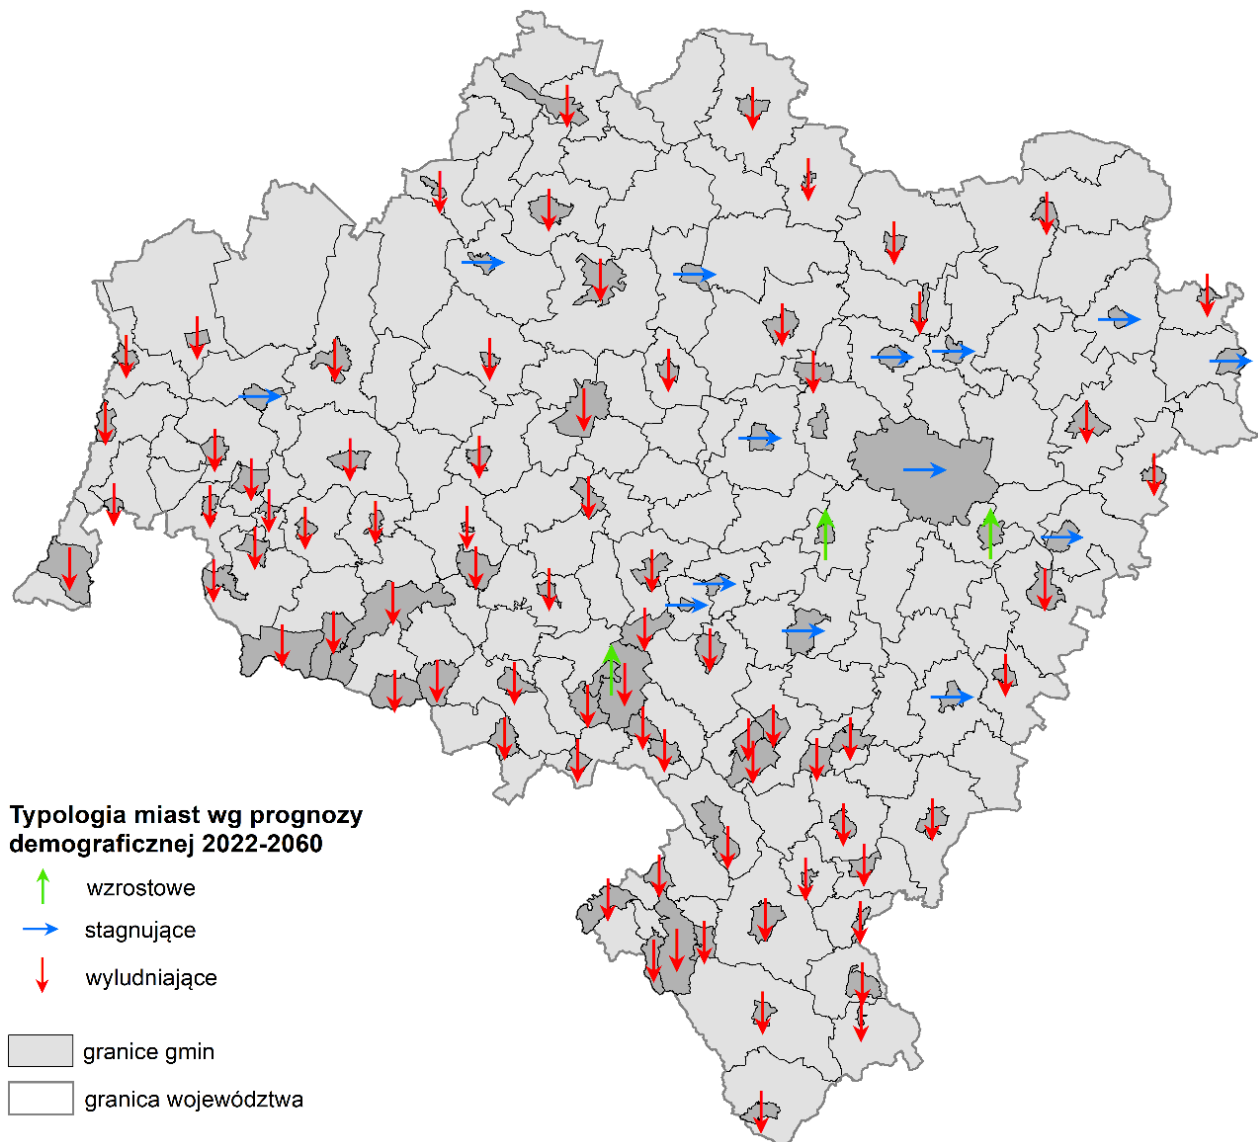 Typologia miast wg prognozy
demograficznej 2022-2060
wzrostowe
stagnujące
wyludniające
granice gmin
granica województwa